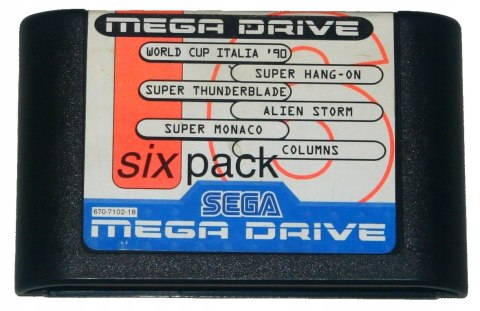 MEGA DRIVE
WORLD CUP ITALIA '90
SUPER HANG-ON
SUPER THUNDERBLADE
ALIEN STORM
SUPER MONACO
COLUMNS
six pack
6
SEGA
670-7102-18
MEGA DRIVE